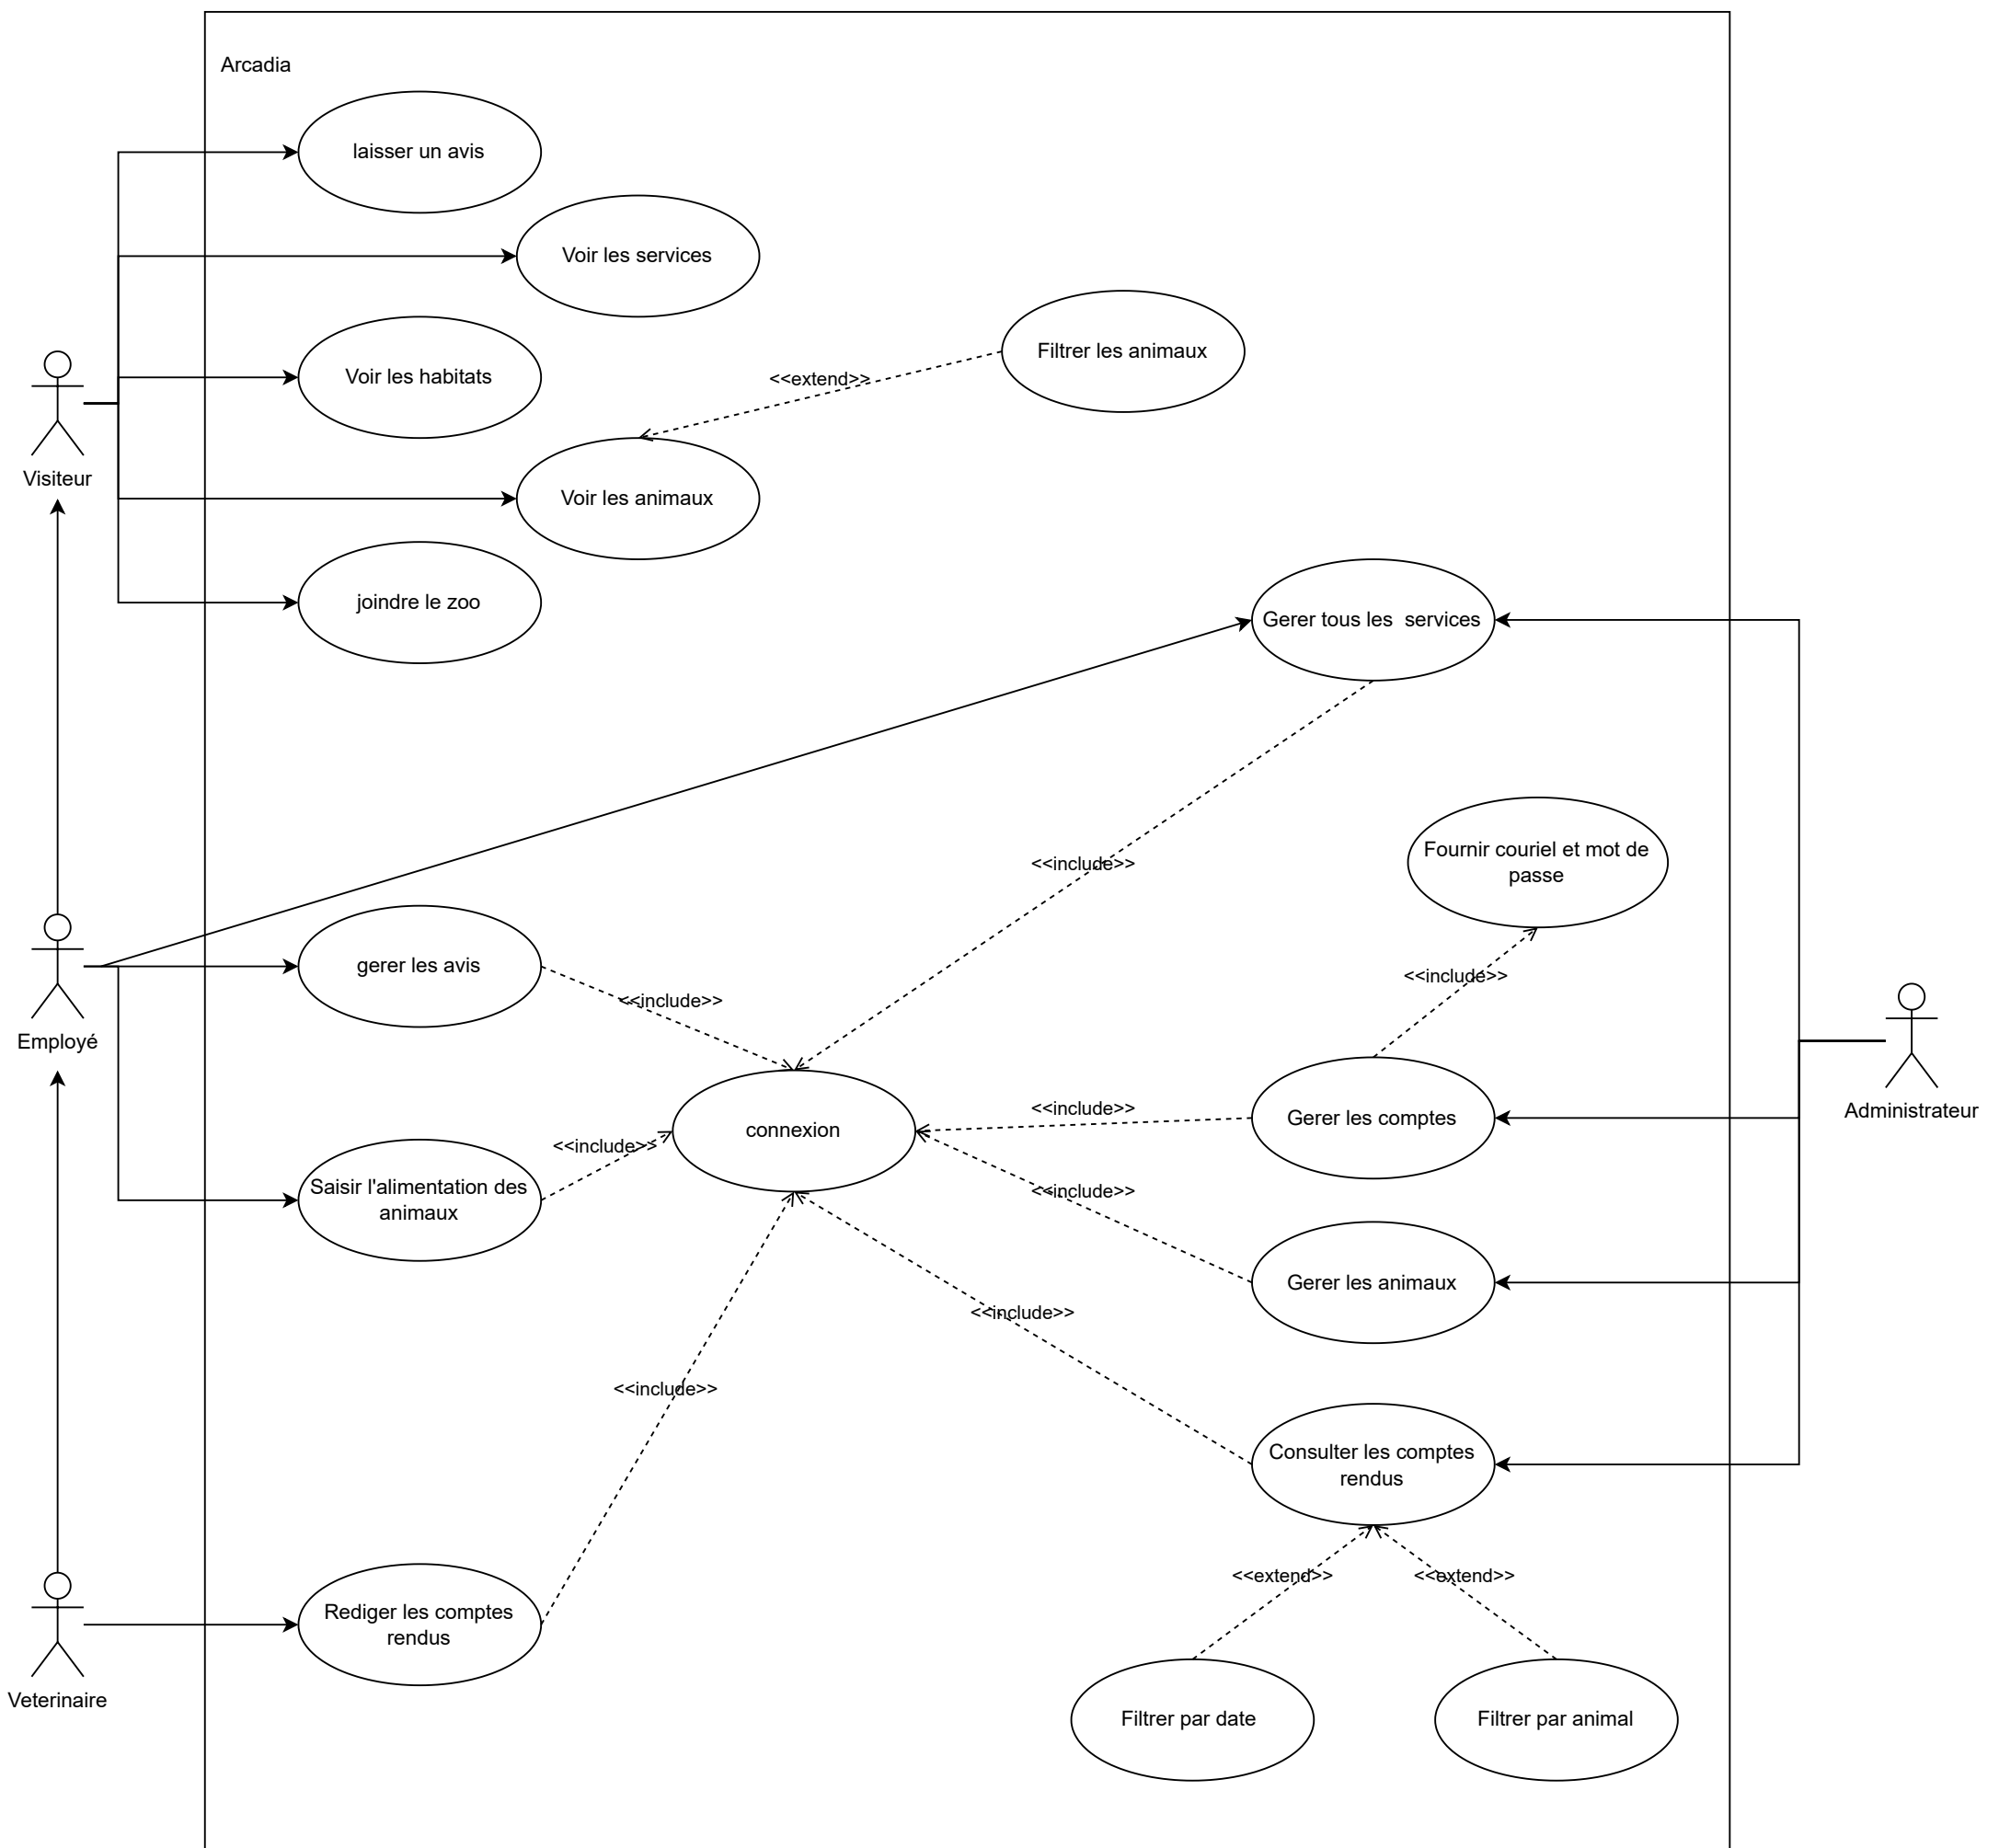 Arcadia
laisser un avis
Voir les services
Filtrer les animaux
<<extend>>
Voir les habitats
Visiteur
Voir les animaux
joindre le zoo
Gerer tous les  services
Fournir couriel et mot de
passe
<<include>>
gerer les avis
<<include>>
<<include>>
Employé
connexion
<<include>>
Gerer les comptes
Administrateur
<<include>>
Saisir l'alimentation des
animaux
<<include>>
Gerer les animaux
<<include>>
<<include>>
Consulter les comptes
rendus
<<extend>>
<<extend>>
Rediger les comptes
rendus
Veterinaire
Filtrer par date
Filtrer par animal